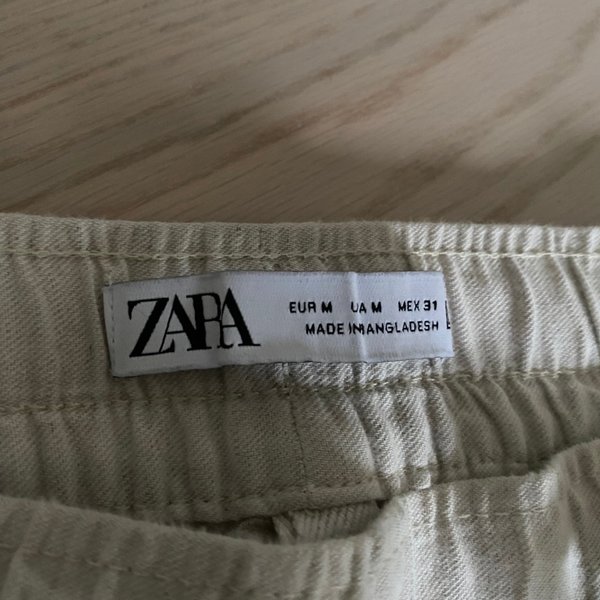 ZARA
EUR M UA M MEX 31
MADE IN BANGLADESH